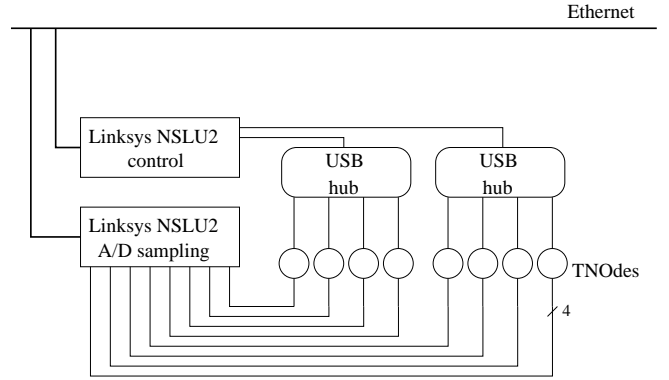 Ethernet
Linksys NSLU2
control
USB
hub
USB
hub
Linksys NSLU2
A/D sampling
TNOdes
4